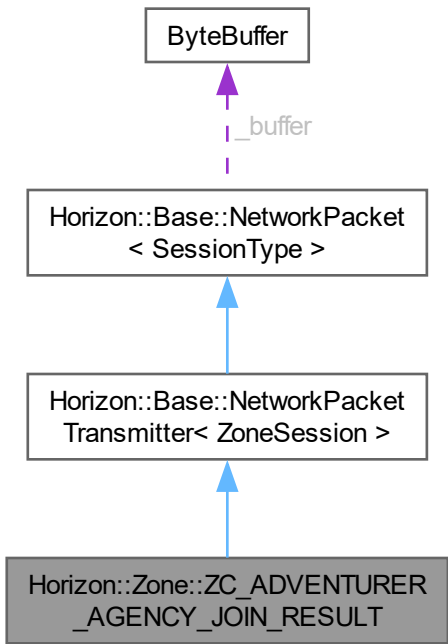 ByteBuffer
_buffer
Horizon::Base::NetworkPacket
< SessionType >
Horizon::Base::NetworkPacket
Transmitter< ZoneSession >
Horizon::Zone::ZC_ADVENTURER
_AGENCY_JOIN_RESULT